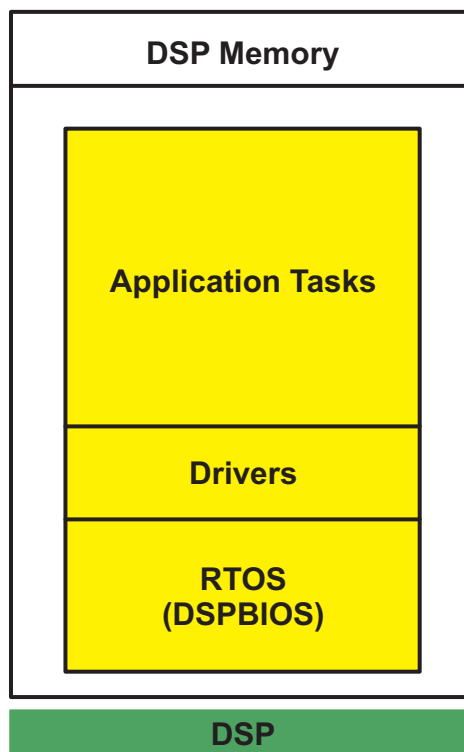 DSP Memory
Application Tasks
Drivers
RTOS
(DSPBIOS)
DSP